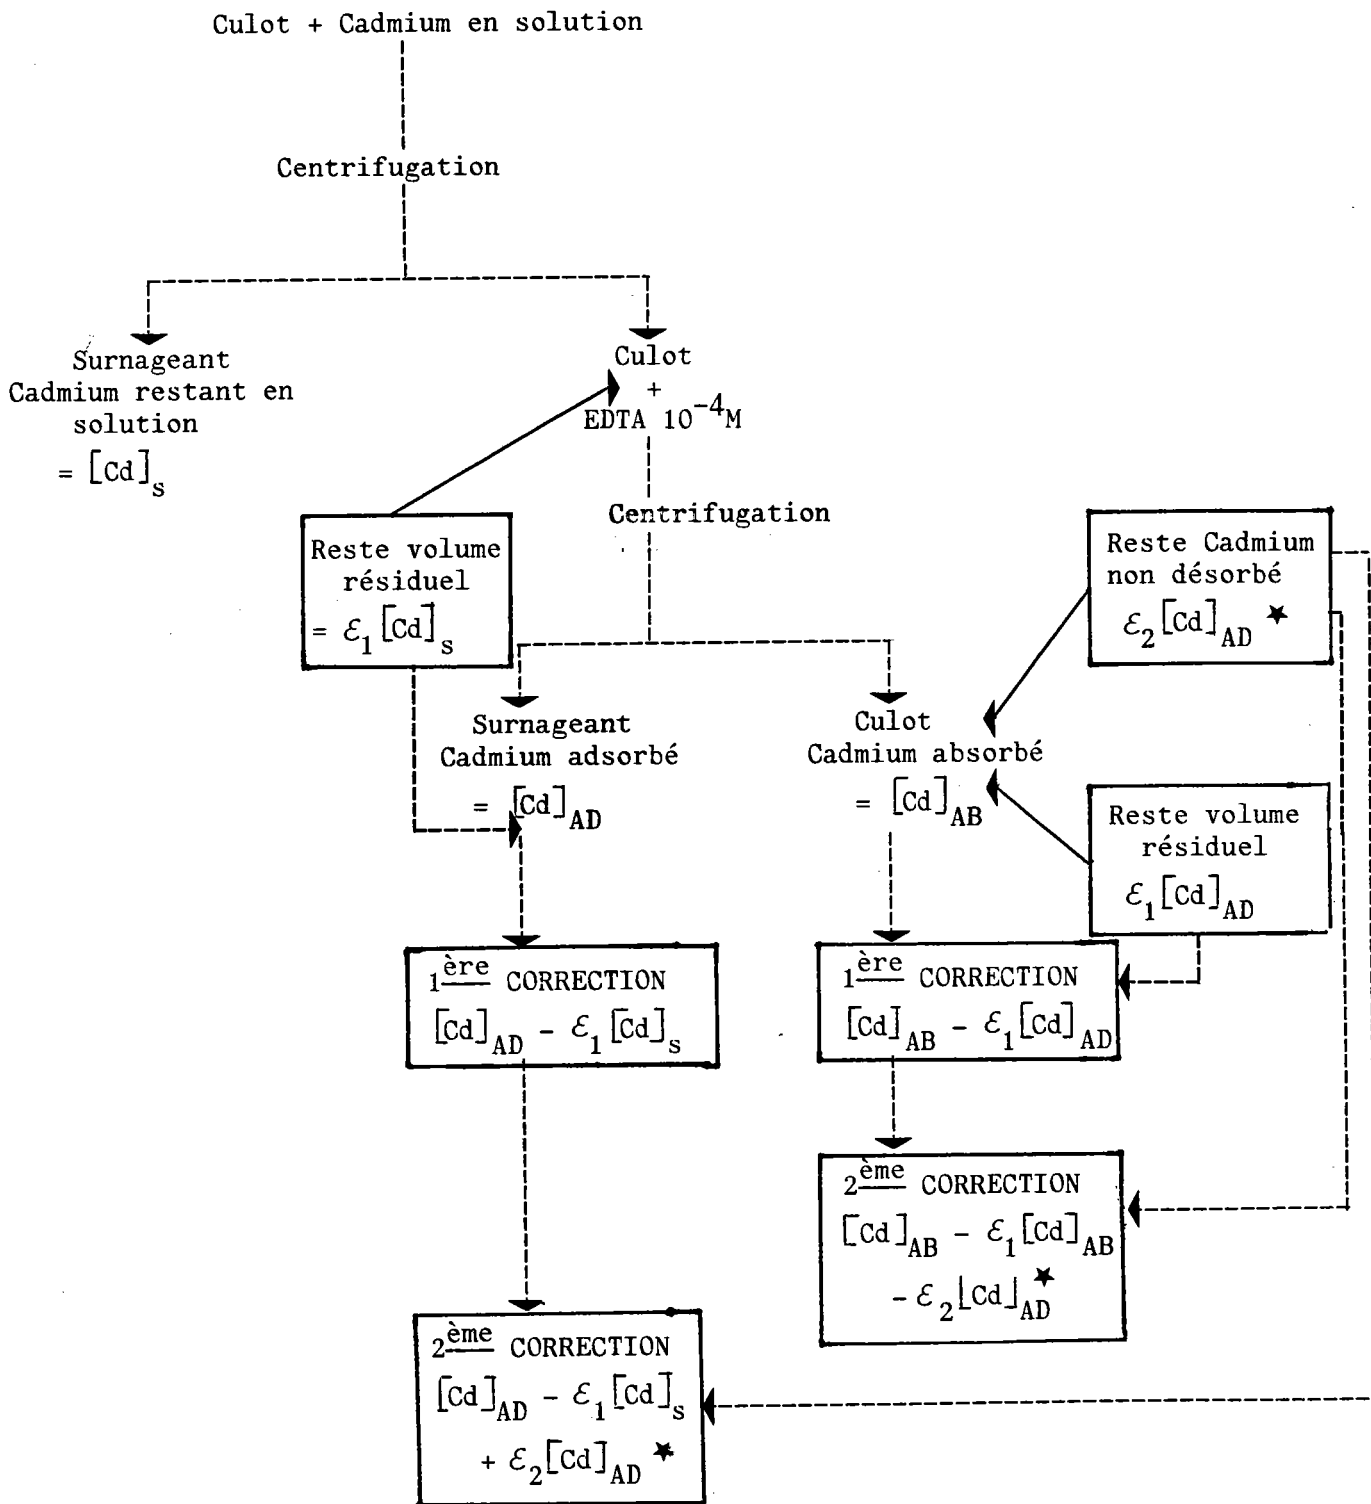 Culot + Cadmium en solution
Centrifugation
Surnageant
Cadmium restant en
solution
= [Cd]s
Culot
+
EDTA 10⁻⁴M
Centrifugation
Reste volume
résiduel
= ε₁[Cd]s
Reste Cadmium
non désorbé
ε₂[Cd]AD ★
Surnageant
Cadmium adsorbé
= [Cd]AD
Culot
Cadmium absorbé
= [Cd]AB
Reste volume
résiduel
ε₁[Cd]AD
1ère CORRECTION
[Cd]AD - ε₁[Cd]s
1ère CORRECTION
[Cd]AB - ε₁[Cd]AD
2ème CORRECTION
[Cd]AB - ε₁[Cd]AB
- ε₂⌊Cd⌋AD ★
2ème CORRECTION
[Cd]AD - ε₁[Cd]s
+ ε₂[Cd]AD ★